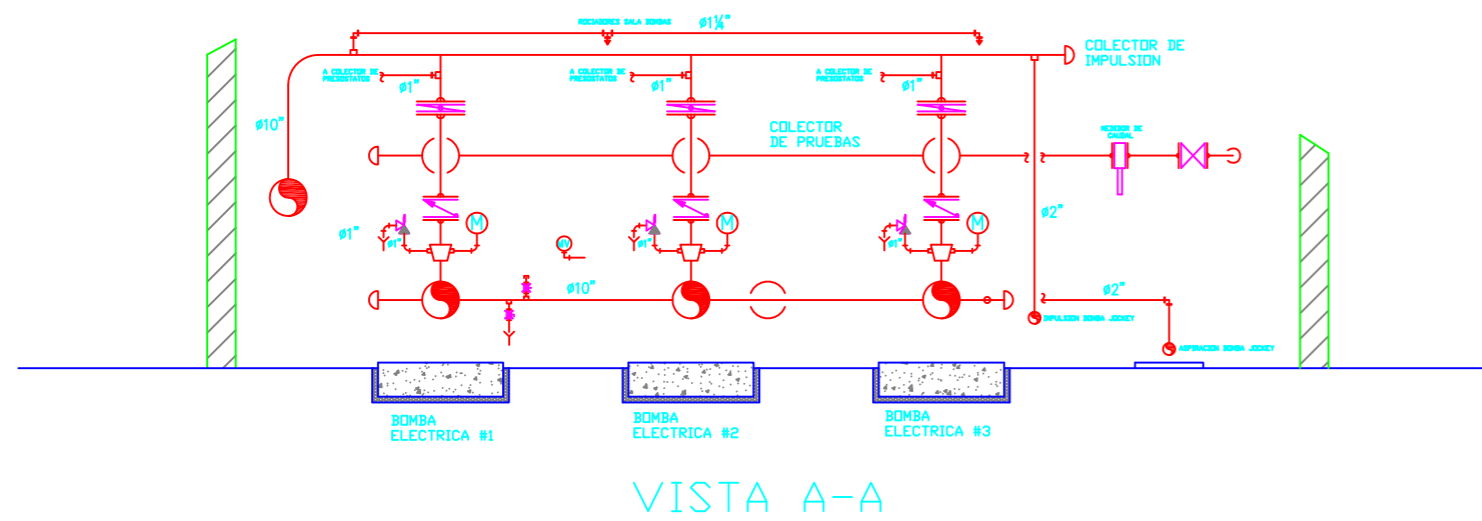 ROCIADORES SALA BOMBAS
ø1¼"
COLECTOR DE
IMPULSION
A COLECTOR DE
PRESOSTATOS
ø1"
A COLECTOR DE
PRESOSTATOS
ø1"
A COLECTOR DE
PRESOSTATOS
ø1"
ø10"
COLECTOR
DE PRUEBAS
MEDIDOR DE
CAUDAL
ø1"
ø1"
M
ø1"
M
ø1"
M
ø2"
MV
ø10"
ø2"
IMPULSION BOMBA JOCKEY
ASPIRACION BOMBA JOCKEY
BOMBA
ELECTRICA #1
BOMBA
ELECTRICA #2
BOMBA
ELECTRICA #3
VISTA A-A